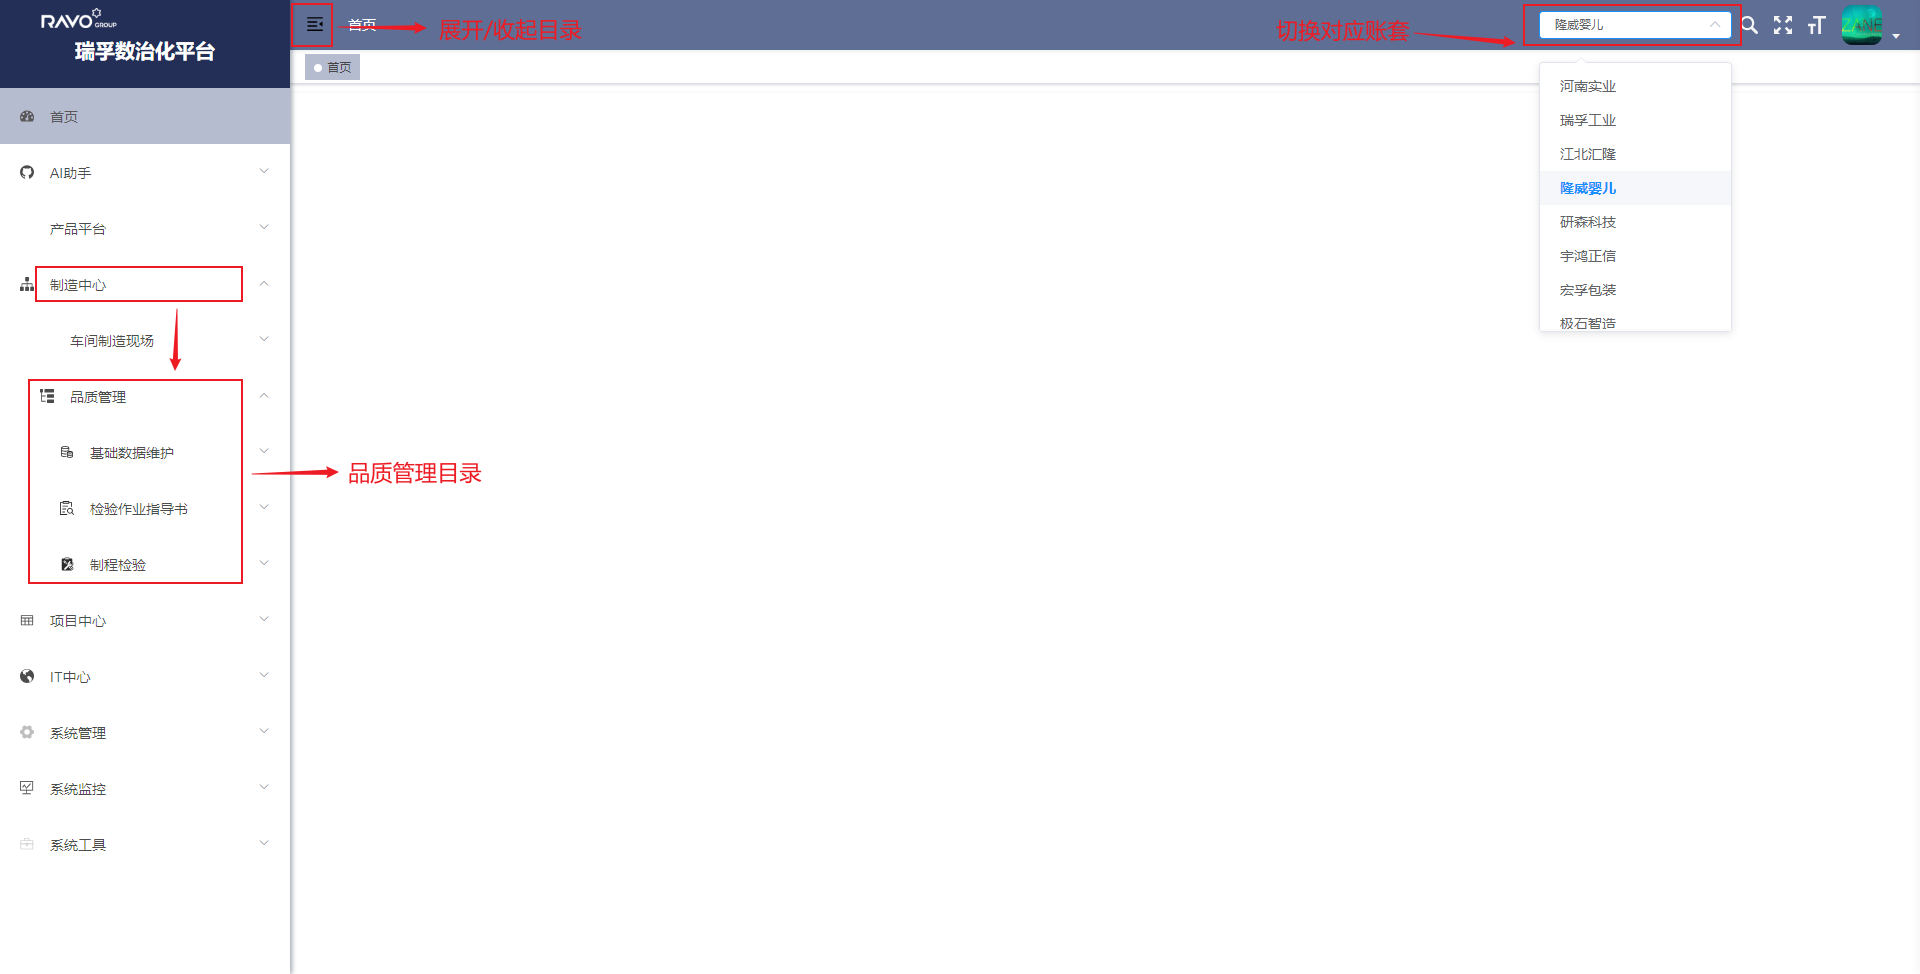 RAVO GROUP
瑞孚数治化平台
首页
展开/收起目录
切换对应账套
隆威婴儿
ZANE
首页
首页
AI助手
产品平台
制造中心
车间制造现场
品质管理
基础数据维护
检验作业指导书
制程检验
品质管理目录
项目中心
IT中心
系统管理
系统监控
系统工具
河南实业
瑞孚工业
江北汇隆
隆威婴儿
研森科技
宇鸿正信
宏孚包装
极石智造